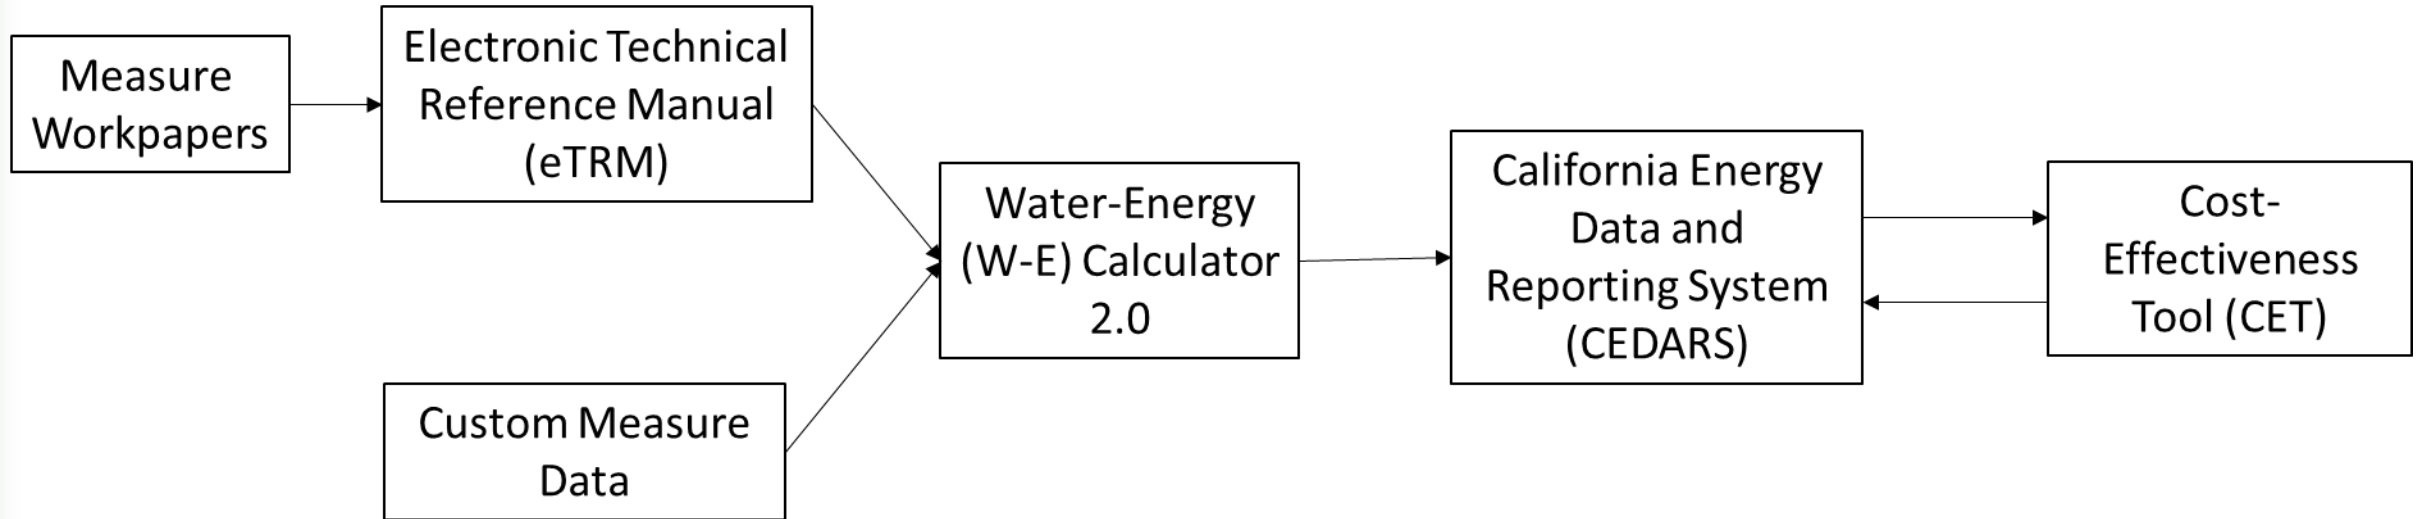 Measure
Workpapers
Electronic Technical
Reference Manual
(eTRM)
Custom Measure
Data
Water-Energy
(W-E) Calculator
2.0
California Energy
Data and
Reporting System
(CEDARS)
Cost-
Effectiveness
Tool (CET)